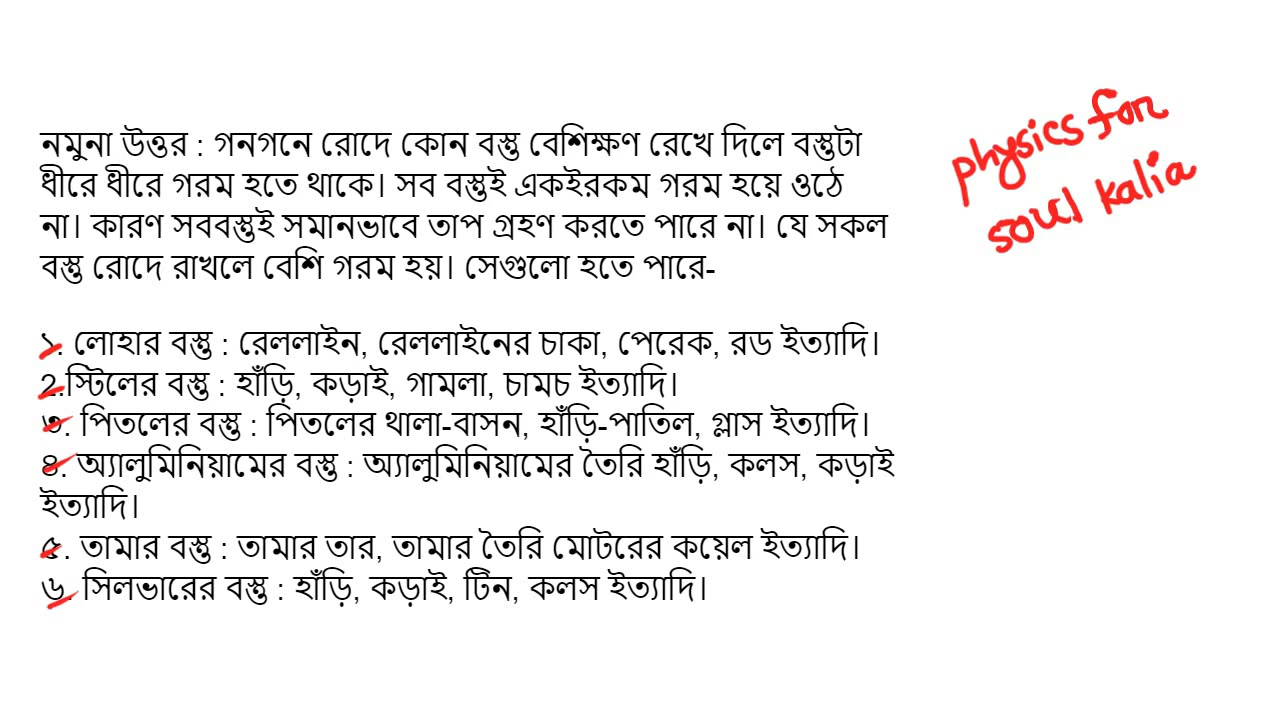 নমুনা উত্তর : গনগনে রোদে কোন বস্তু বেশিক্ষণ রেখে দিলে বস্তুটা
ধীরে ধীরে গরম হতে থাকে। সব বস্তুই একইরকম গরম হয়ে ওঠে
না। কারণ সববস্তুই সমানভাবে তাপ গ্রহণ করতে পারে না। যে সকল
বস্তু রোদে রাখলে বেশি গরম হয়। সেগুলো হতে পারে-
১. লোহার বস্তু : রেললাইন, রেললাইনের চাকা, পেরেক, রড ইত্যাদি।
2.স্টিলের বস্তু : হাঁড়ি, কড়াই, গামলা, চামচ ইত্যাদি।
৩. পিতলের বস্তু : পিতলের থালা-বাসন, হাঁড়ি-পাতিল, গ্লাস ইত্যাদি।
৪. অ্যালুমিনিয়ামের বস্তু : অ্যালুমিনিয়ামের তৈরি হাঁড়ি, কলস, কড়াই
ইত্যাদি।
৫. তামার বস্তু : তামার তার, তামার তৈরি মোটরের কয়েল ইত্যাদি।
৬. সিলভারের বস্তু : হাঁড়ি, কড়াই, টিন, কলস ইত্যাদি।
physics for
soul kalia